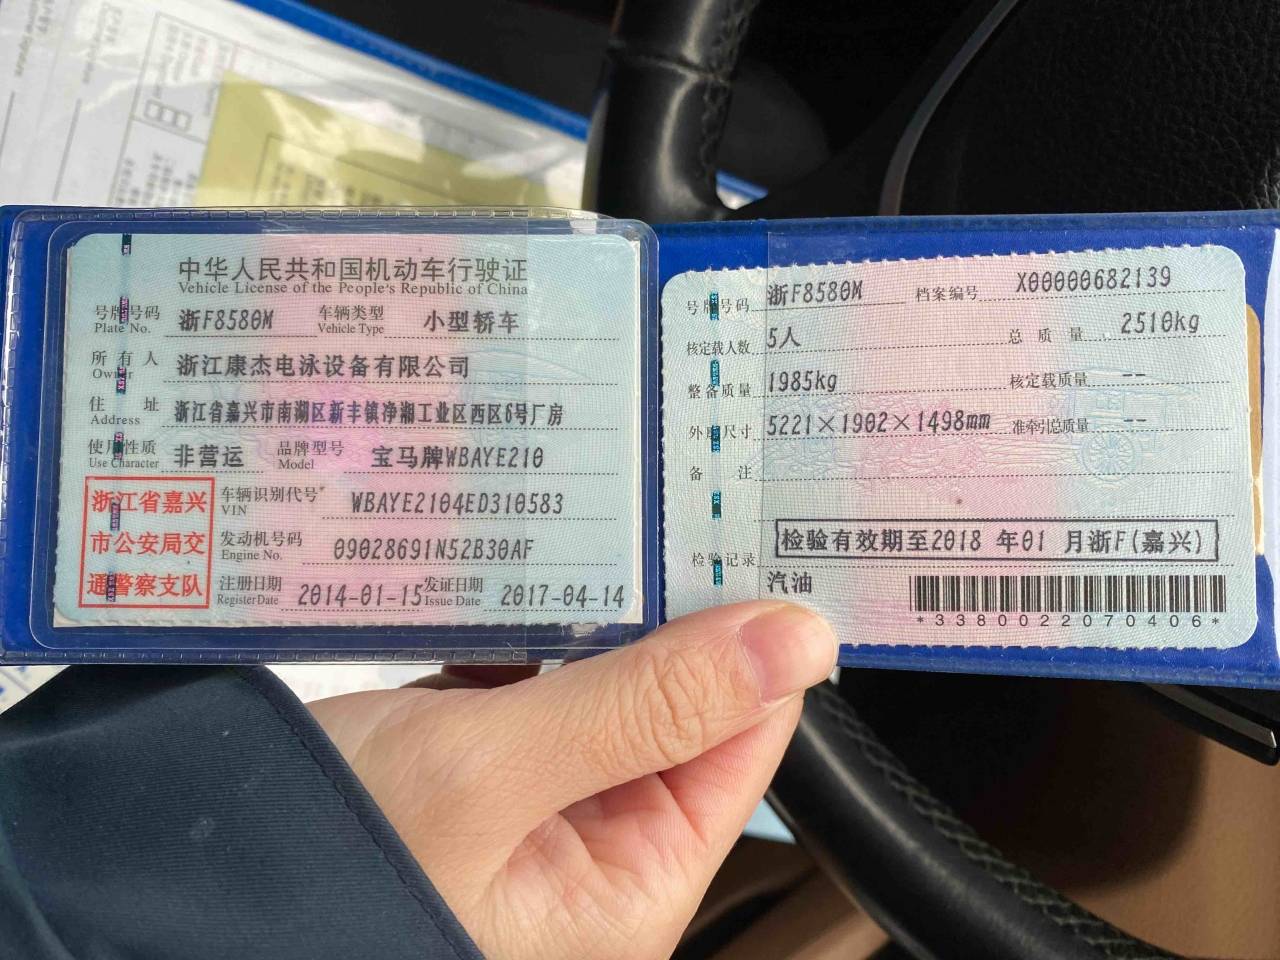 中华人民共和国机动车行驶证
Vehicle License of the People's Republic of China
号牌号码 浙F8580M 车辆类型 小型轿车
Plate No. Vehicle Type
所有人 浙江康杰电泳设备有限公司
Owner
住址 浙江省嘉兴市南湖区新丰镇净湘工业区西区6号厂房
Address
使用性质 非营运 品牌型号 宝马牌WBAYE210
Use Character Model
浙江省嘉兴
市公安局交
通警察支队
车辆识别代号 WBAYE2104ED310583
VIN
发动机号码 09028691N52B30AF
Engine No.
注册日期 2014-01-15 发证日期 2017-04-14
Register Date Issue Date
号牌号码 浙F8580M 档案编号 X00000682139
核定载人数 5人 总质量 2510kg
整备质量 1985kg 核定载质量 --
外廓尺寸 5221×1902×1498mm 准牵引总质量 --
备注
检验记录 检验有效期至2018 年01 月浙F(嘉兴)
汽油
*3380022070406*